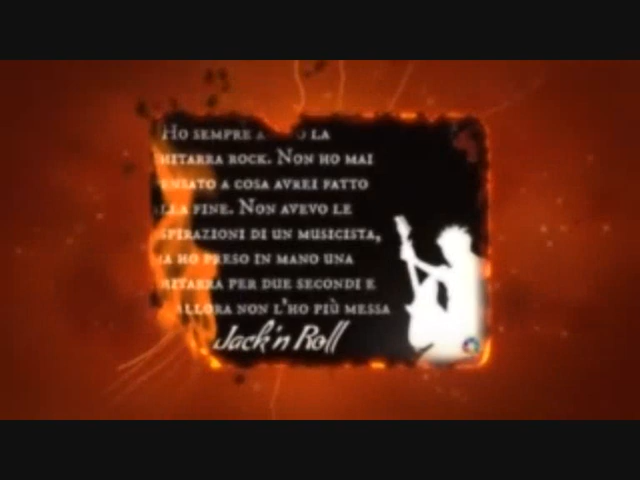 Ho sempre la
rock. Non ho mai
a cosa avrei fatto
fine. Non avevo le
di un musicista,
ho preso in mano una
per due secondi e
allora non l'ho più messa
Jack'n Roll